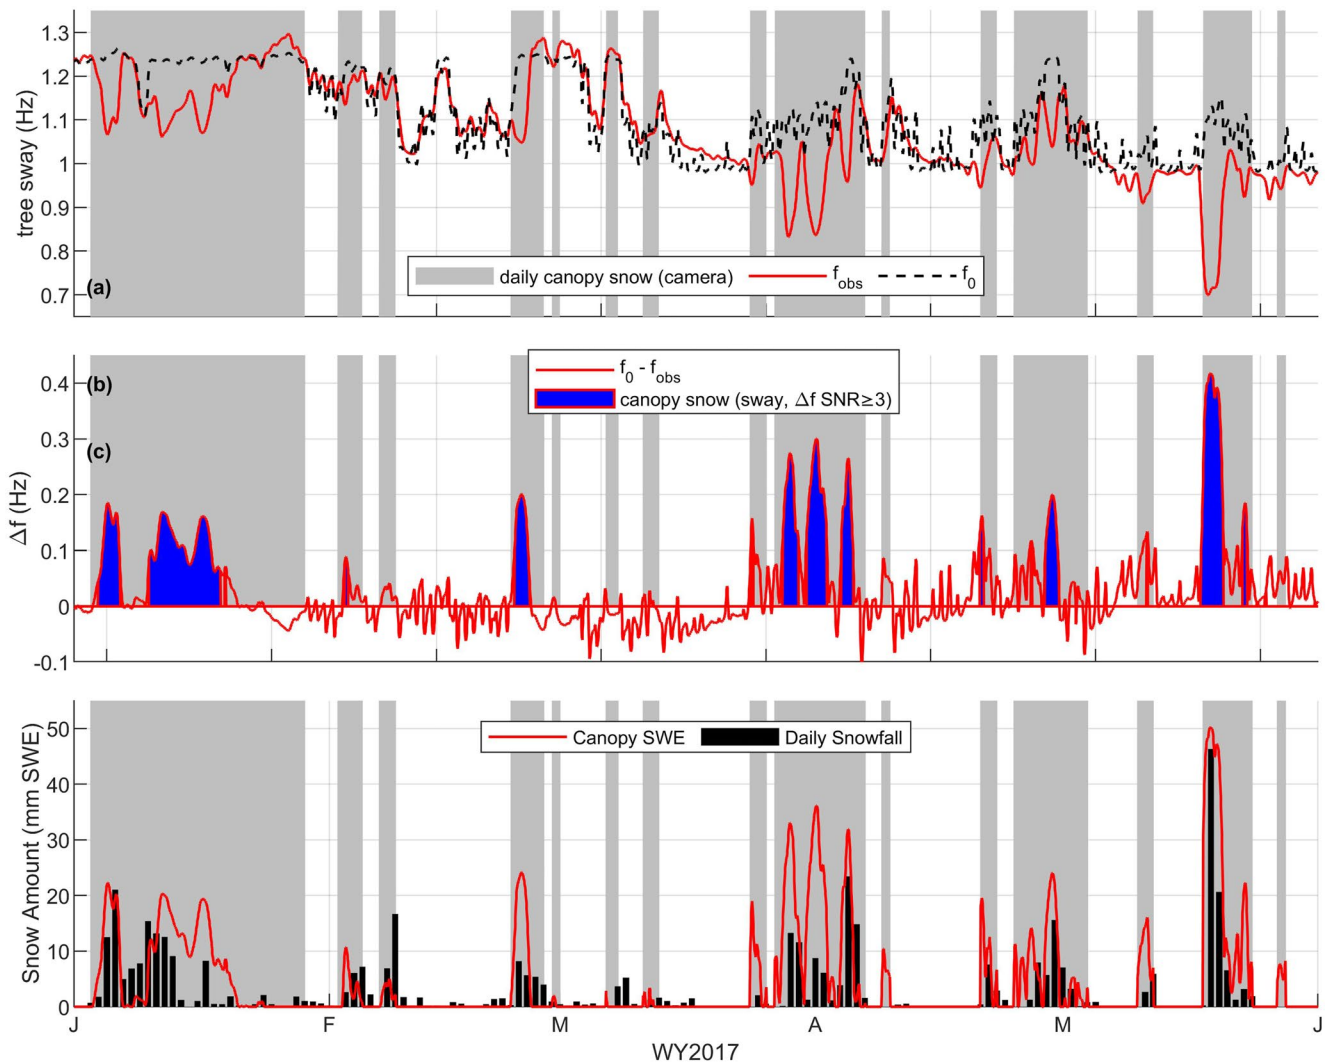 1.3
1.2
1.1
1
0.9
0.8
0.7
tree sway (Hz)
(a)
daily canopy snow (camera) f_obs f_0
0.4
0.3
0.2
0.1
0
-0.1
Δf (Hz)
(b)
(c)
f_0 - f_obs
canopy snow (sway, Δf SNR≥3)
50
40
30
20
10
0
Snow Amount (mm SWE)
Canopy SWE Daily Snowfall
J F M A M J
WY2017